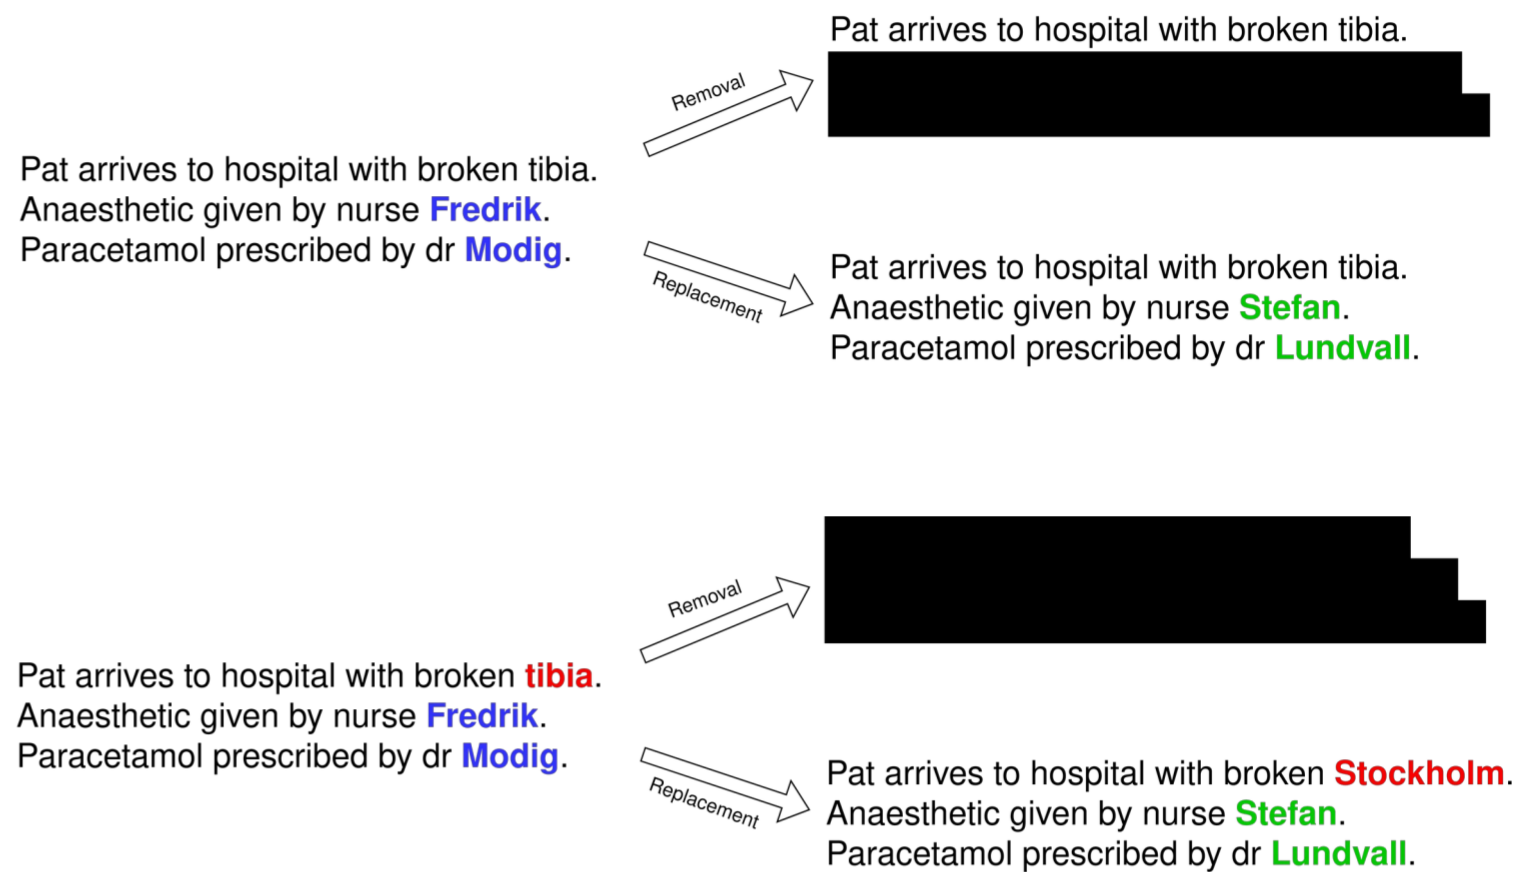 Pat arrives to hospital with broken tibia.
Anaesthetic given by nurse Fredrik.
Paracetamol prescribed by dr Modig.
Removal
Pat arrives to hospital with broken tibia.
Replacement
Pat arrives to hospital with broken tibia.
Anaesthetic given by nurse Stefan.
Paracetamol prescribed by dr Lundvall.
Pat arrives to hospital with broken tibia.
Anaesthetic given by nurse Fredrik.
Paracetamol prescribed by dr Modig.
Removal
Replacement
Pat arrives to hospital with broken Stockholm.
Anaesthetic given by nurse Stefan.
Paracetamol prescribed by dr Lundvall.